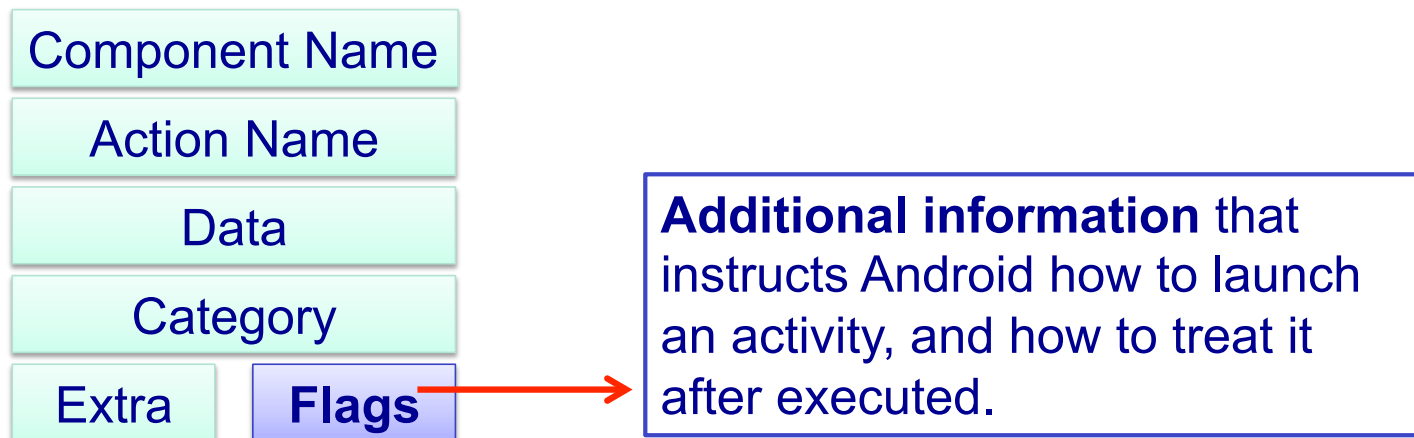 Component Name
Action Name
Data
Category
Extra
Flags
Additional information that
instructs Android how to launch
an activity, and how to treat it
after executed.